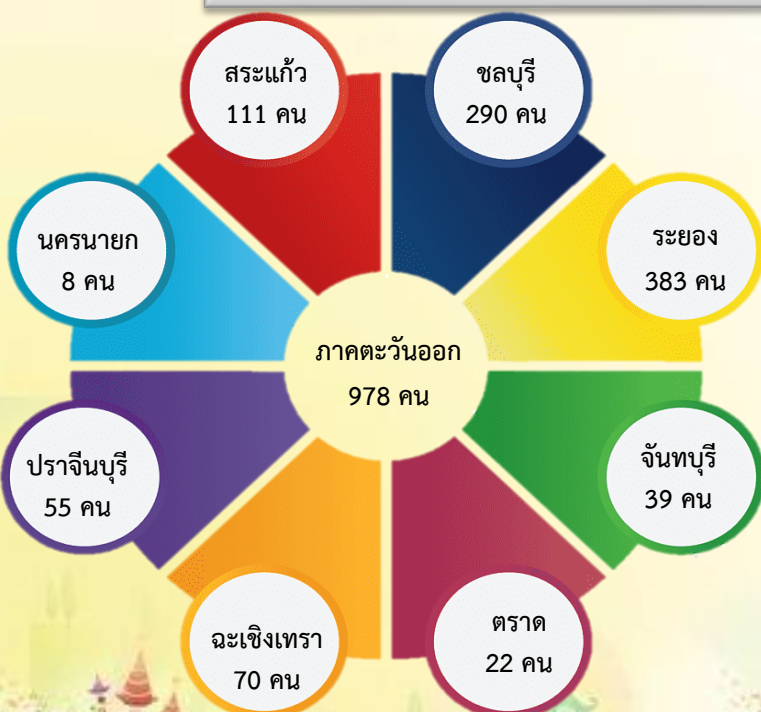 สระแก้ว
111 คน
ชลบุรี
290 คน
นครนายก
8 คน
ระยอง
383 คน
ภาคตะวันออก
978 คน
ปราจีนบุรี
55 คน
จันทบุรี
39 คน
ฉะเชิงเทรา
70 คน
ตราด
22 คน